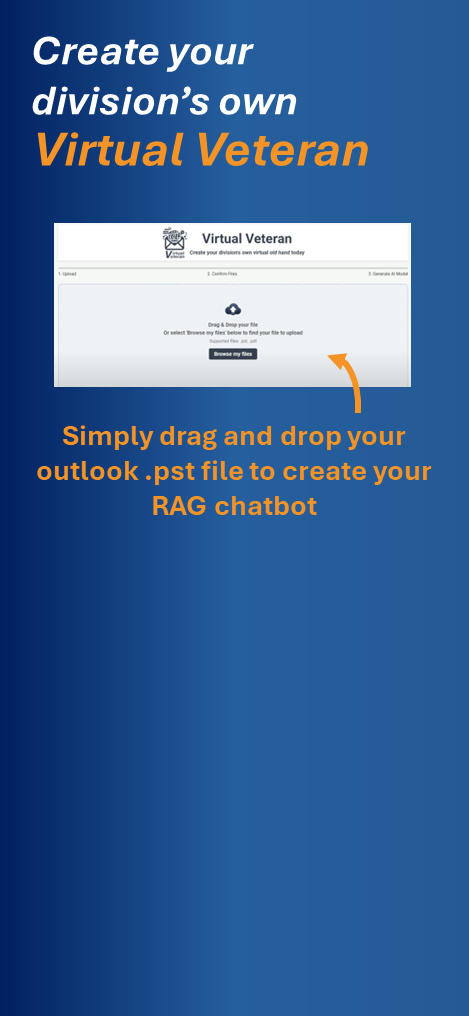 Create your
division’s own
Virtual Veteran
Virtual Veteran
Virtual Veteran
Create your division's own virtual old hand today
1. Upload
2. Confirm Files
3. Generate AI Model
Drag & Drop your file
Or select 'Browse my files' below to find your file to upload
Supported files: .pst, .pdf
Browse my files
Simply drag and drop your
outlook .pst file to create your
RAG chatbot